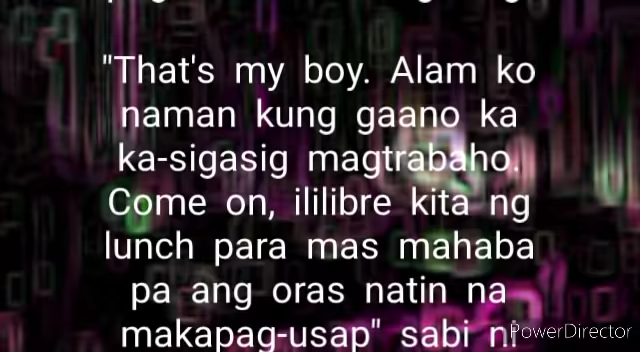 "That's my boy. Alam ko
naman kung gaano ka
ka-sigasig magtrabaho.
Come on, ililibre kita ng
lunch para mas mahaba
pa ang oras natin na
makapag-usap" sabi ni
PowerDirector